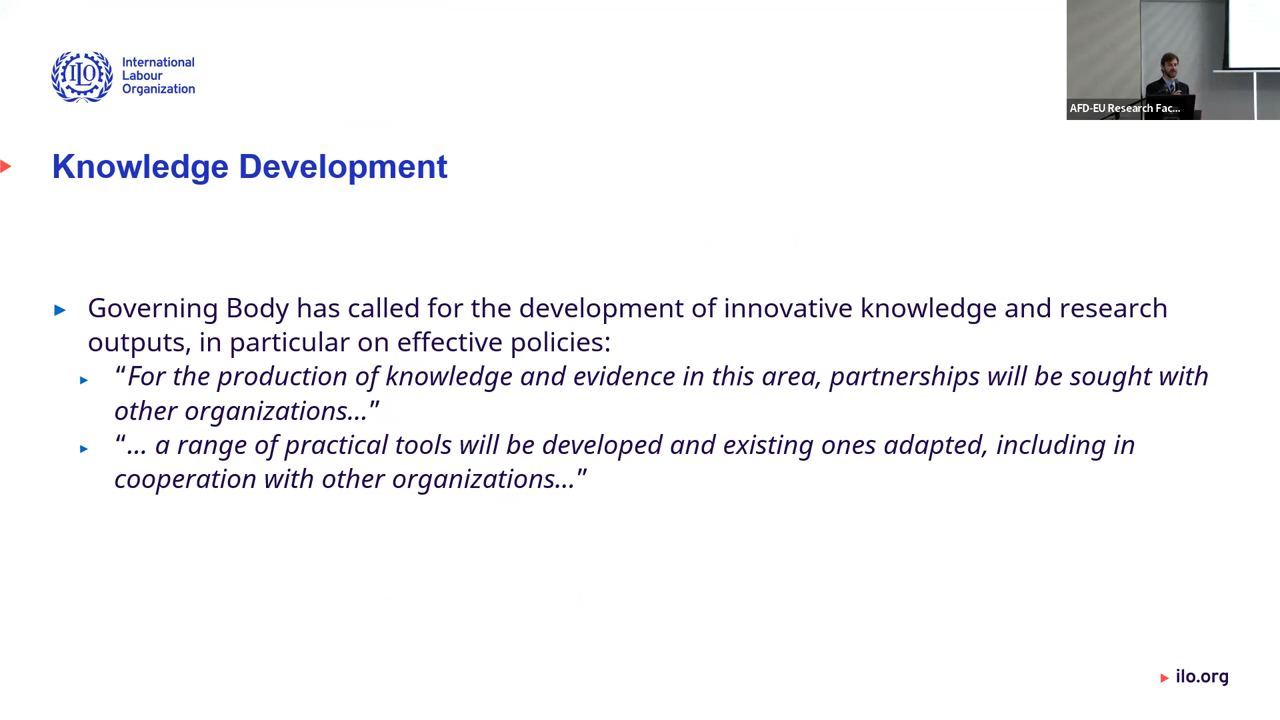 International
Labour
Organization
AFD-EU Research Fac...
Knowledge Development
Governing Body has called for the development of innovative knowledge and research
outputs, in particular on effective policies:
“For the production of knowledge and evidence in this area, partnerships will be sought with
other organizations…”
“… a range of practical tools will be developed and existing ones adapted, including in
cooperation with other organizations…”
ilo.org